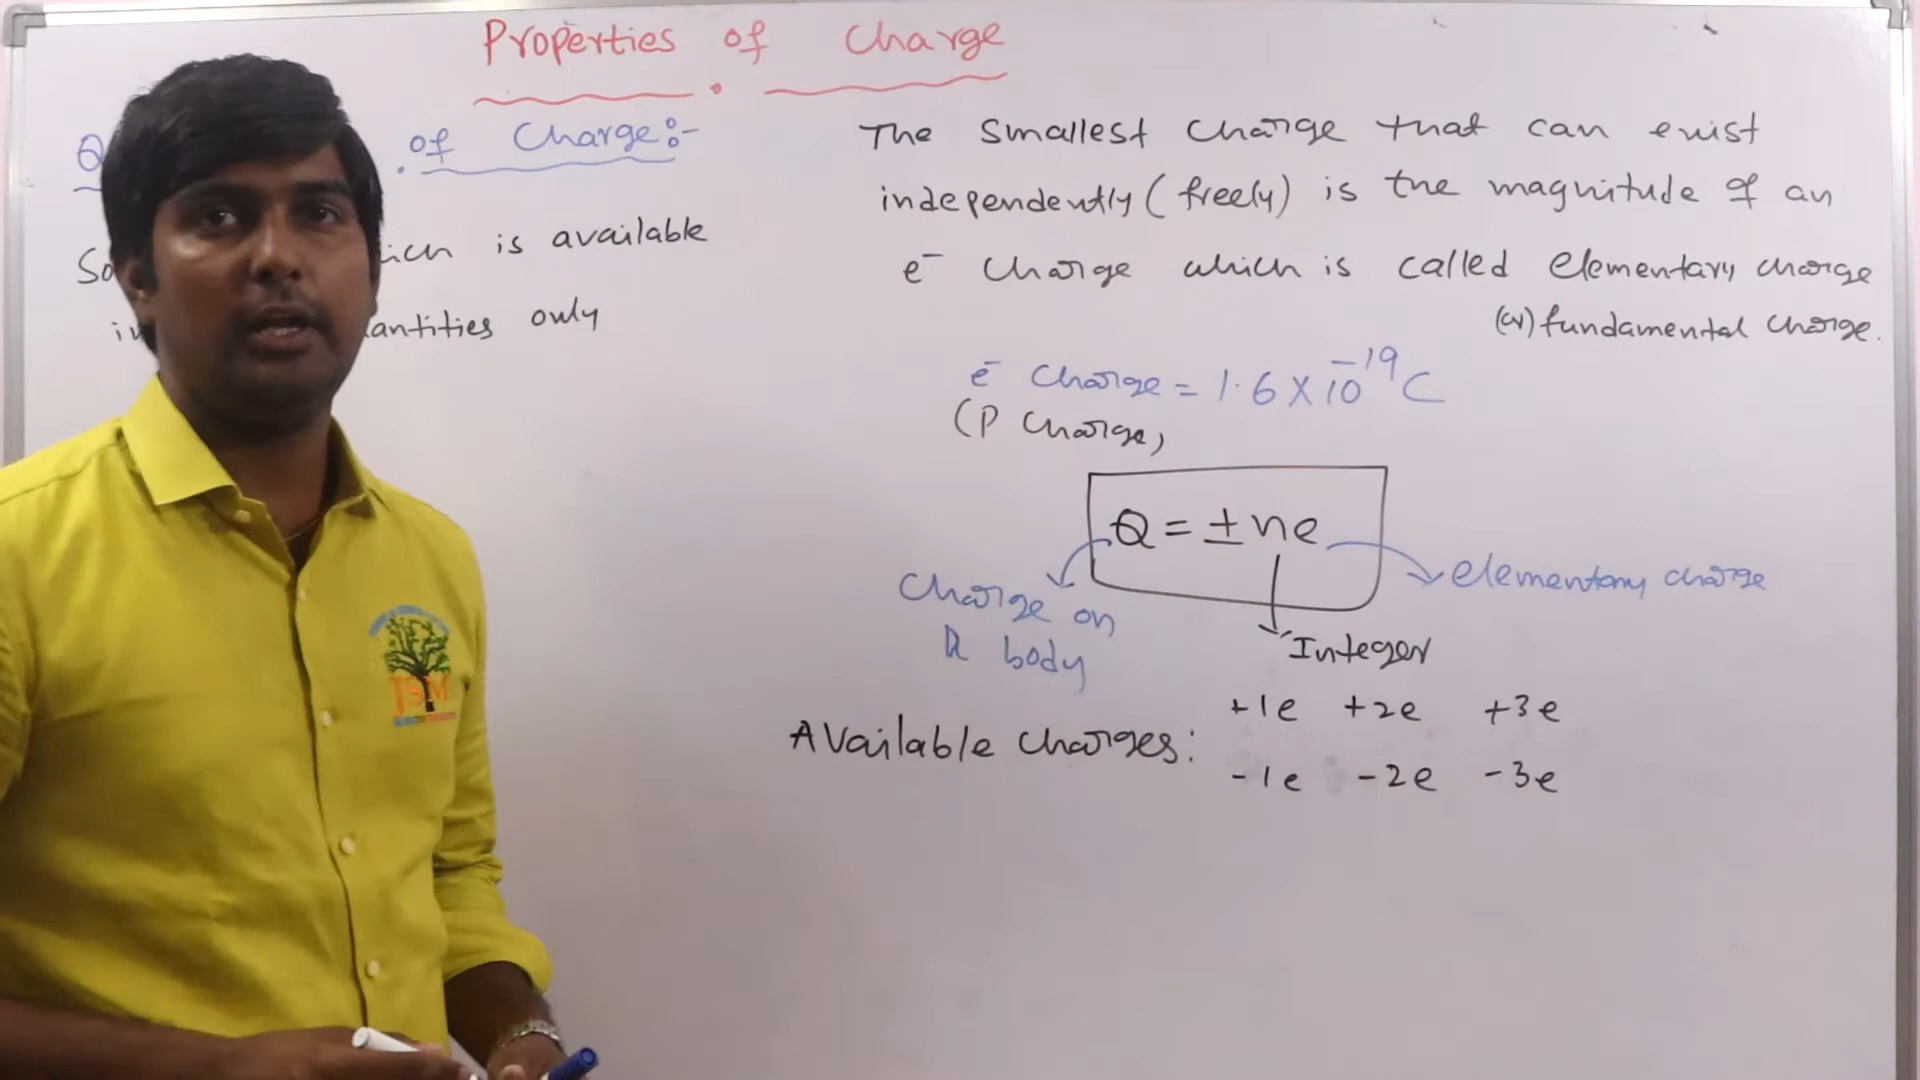 Properties of Charge
of Charge:-
is available
only
The smallest charge that can exist
independently (freely) is the magnitude of an
e⁻ charge which is called elementary charge
(or) fundamental charge.
e⁻ charge = 1.6 × 10⁻¹⁹ C
(P charge)
Q = ± ne
elementary charge
Charge on
A body
Integer
Available charges:
+1e +2e +3e
-1e -2e -3e
JSM